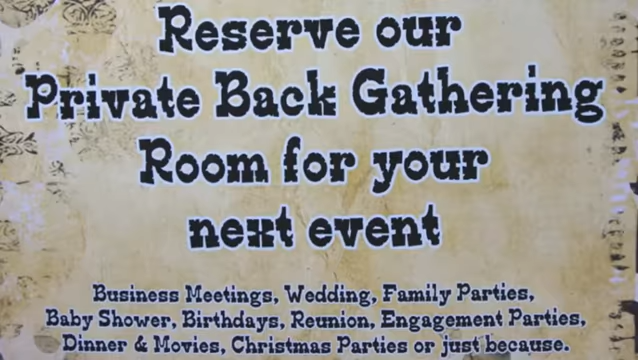 Reserve our
Private Back Gathering
Room for your
next event
Business Meetings, Wedding, Family Parties,
Baby Shower, Birthdays, Reunion, Engagement Parties,
Dinner & Movies, Christmas Parties or just because.